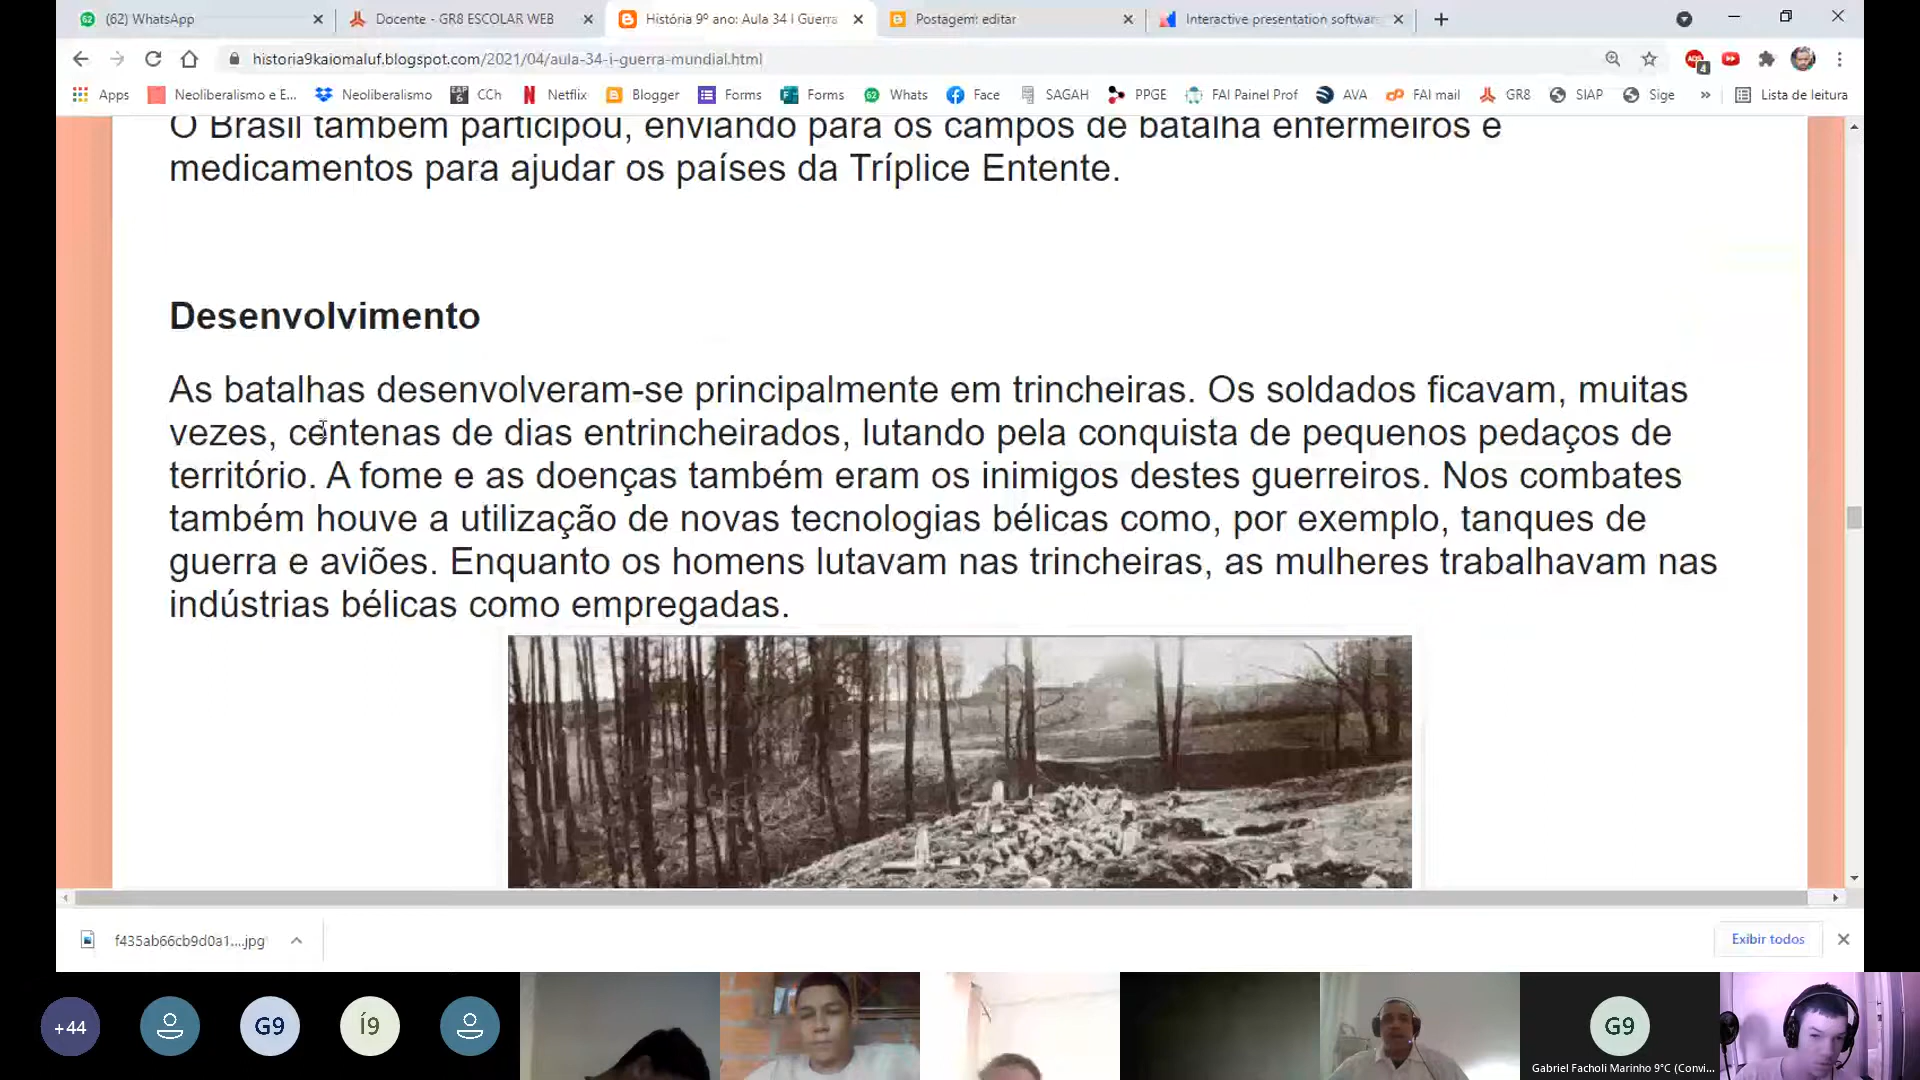 (62) WhatsApp
Docente - GR8 ESCOLAR WEB
História 9º ano: Aula 34 I Guerra
Postagem: editar
Interactive presentation software
historia9kaiomaluf.blogspot.com/2021/04/aula-34-i-guerra-mundial.html
4
Apps
Neoliberalismo e E...
Neoliberalismo
CCh
Netflix
Blogger
Forms
Forms
Whats
Face
SAGAH
PPGE
FAI Painel Prof
AVA
FAI mail
GR8
SIAP
Sige
»
Lista de leitura
O Brasil também participou, enviando para os campos de batalha enfermeiros e
medicamentos para ajudar os países da Tríplice Entente.
Desenvolvimento
As batalhas desenvolveram-se principalmente em trincheiras. Os soldados ficavam, muitas
vezes, centenas de dias entrincheirados, lutando pela conquista de pequenos pedaços de
território. A fome e as doenças também eram os inimigos destes guerreiros. Nos combates
também houve a utilização de novas tecnologias bélicas como, por exemplo, tanques de
guerra e aviões. Enquanto os homens lutavam nas trincheiras, as mulheres trabalhavam nas
indústrias bélicas como empregadas.
f435ab66cb9d0a1....jpg
Exibir todos
+44
G9
Í9
G9
Gabriel Facholi Marinho 9°C (Convi...